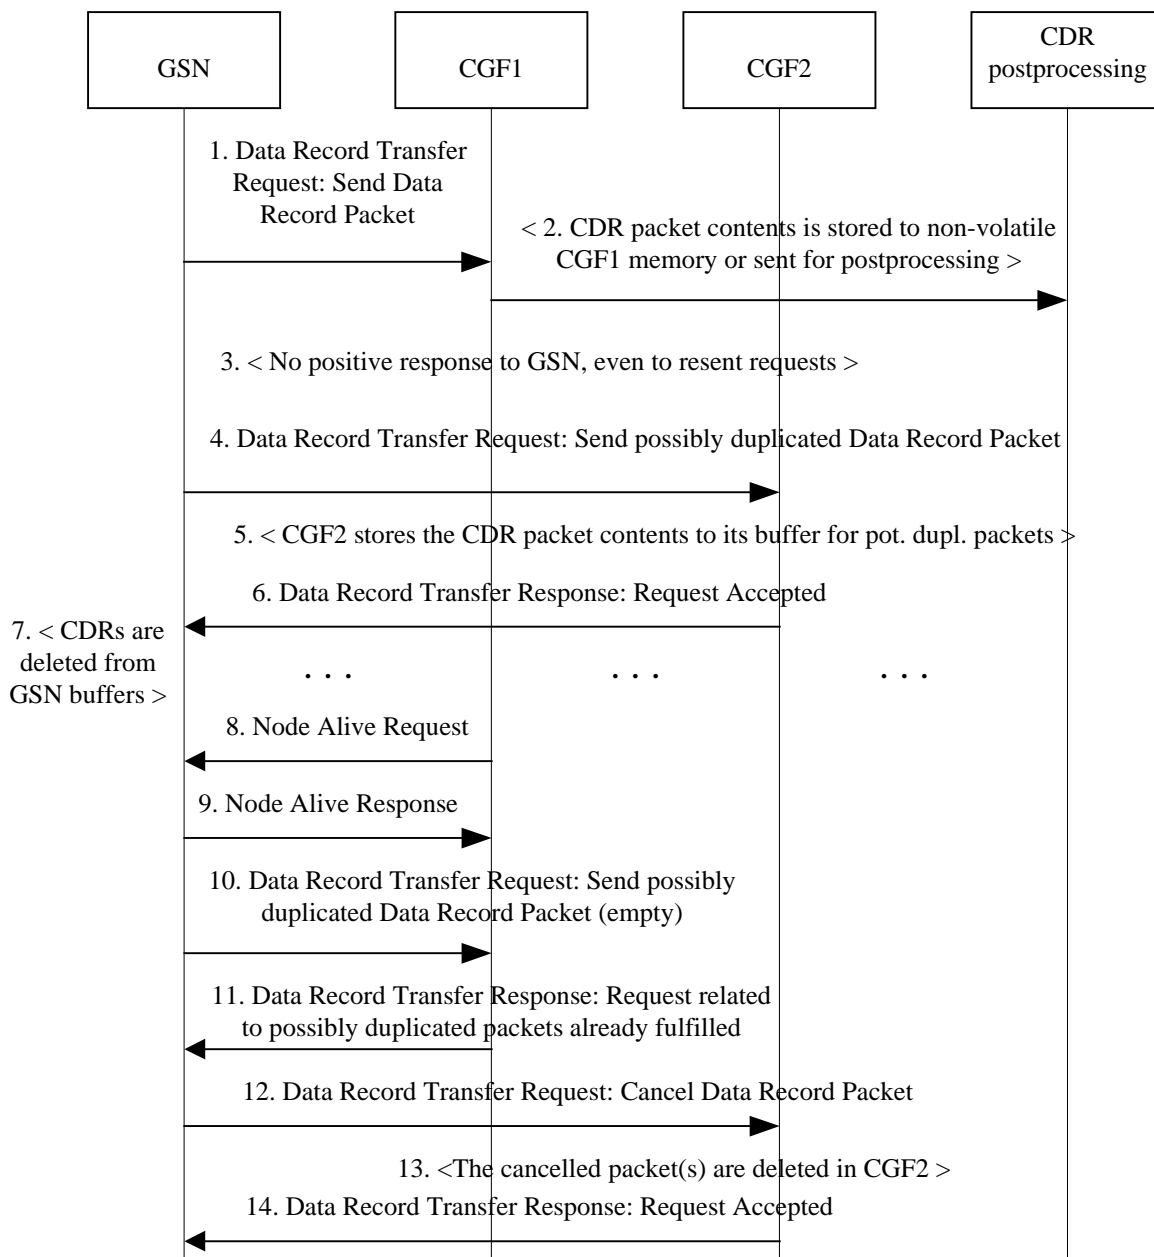 GSN
CGF1
CGF2
CDR
postprocessing
1. Data Record Transfer
Request: Send Data
Record Packet
< 2. CDR packet contents is stored to non-volatile
CGF1 memory or sent for postprocessing >
3. < No positive response to GSN, even to resent requests >
4. Data Record Transfer Request: Send possibly duplicated Data Record Packet
5. < CGF2 stores the CDR packet contents to its buffer for pot. dupl. packets >
6. Data Record Transfer Response: Request Accepted
7. < CDRs are
deleted from
GSN buffers >
. . .
. . .
. . .
8. Node Alive Request
9. Node Alive Response
10. Data Record Transfer Request: Send possibly
duplicated Data Record Packet (empty)
11. Data Record Transfer Response: Request related
to possibly duplicated packets already fulfilled
12. Data Record Transfer Request: Cancel Data Record Packet
13. <The cancelled packet(s) are deleted in CGF2 >
14. Data Record Transfer Response: Request Accepted